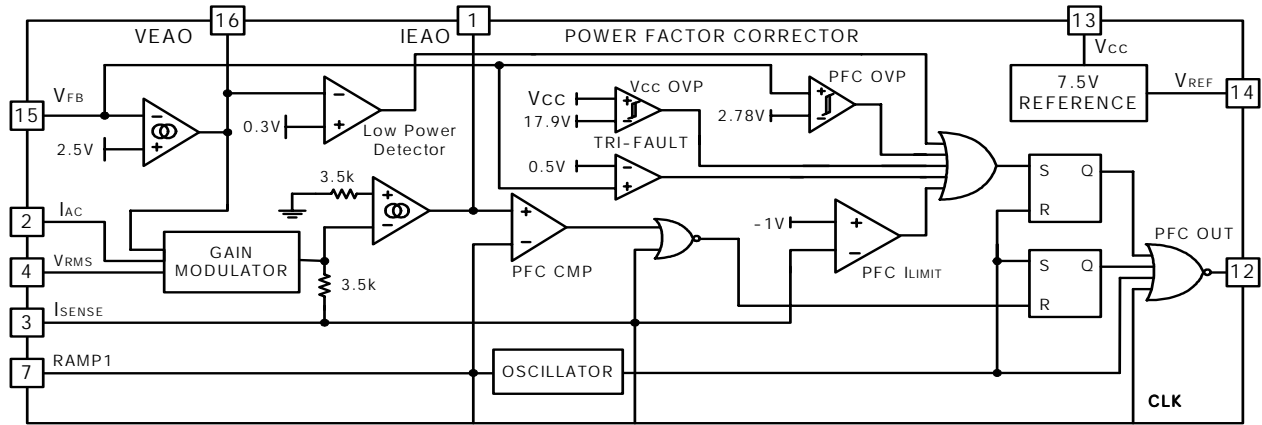 16
1
13
VEAO
IEAO
POWER FACTOR CORRECTOR
VCC
VFB
15
2.5V
0.3V
Low Power
Detector
VCC OVP
VCC
17.9V
PFC OVP
2.78V
7.5V
REFERENCE
VREF
14
TRI-FAULT
0.5V
3.5k
IAC
2
VRMS
4
GAIN
MODULATOR
3.5k
PFC CMP
-1V
PFC ILIMIT
S
Q
R
S
Q
R
PFC OUT
12
ISENSE
3
RAMP1
7
OSCILLATOR
CLK